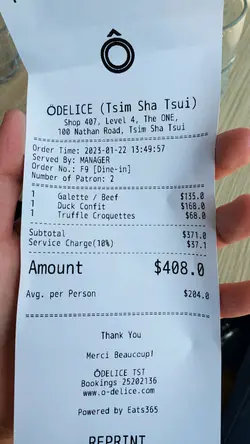 Ô
ÔDELICE (Tsim Sha Tsui)
Shop 407, Level 4, The ONE,
100 Nathan Road, Tsim Sha Tsui
Order Time: 2023-01-22 13:49:57
Served By: MANAGER
Order No.: F9 [Dine-in]
Number of Patron: 2
1 Galette / Beef $135.0
1 Duck Confit $168.0
1 Truffle Croquettes $68.0
Subtotal $371.0
Service Charge(10%) $37.1
Amount $408.0
Avg. per Person $204.0
Thank You
Merci Beaucoup!
ÔDELICE TST
Bookings 25202136
www.o-delice.com
Powered by Eats365
REPRINT